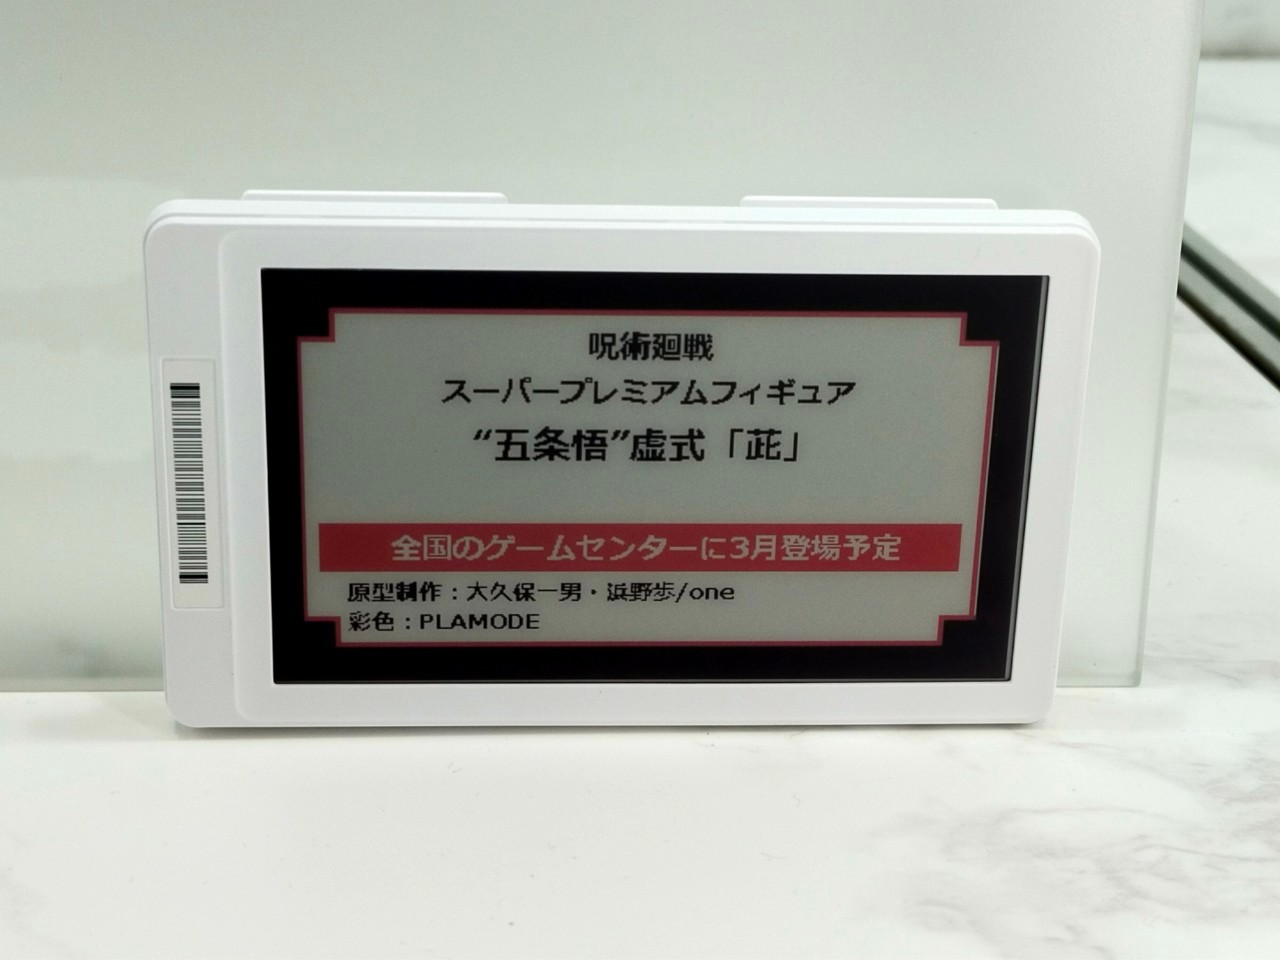 呪術廻戦
スーパープレミアムフィギュア
“五条悟”虚式「茈」
全国のゲームセンターに3月登場予定
原型制作：大久保一男・浜野歩/one
彩色：PLAMODE